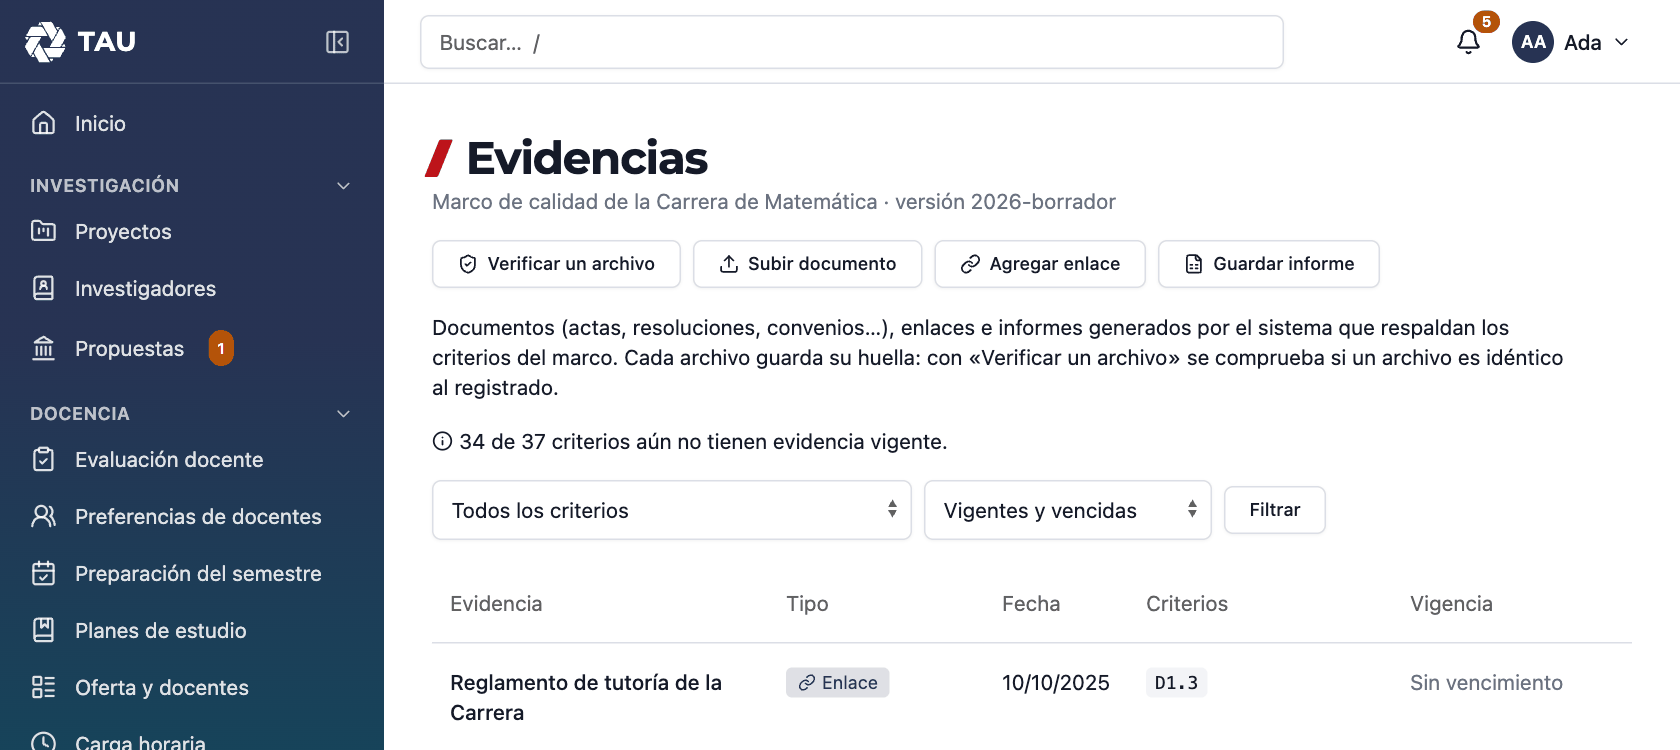 TAU
Buscar... /
5
AA Ada
Inicio
INVESTIGACIÓN
Proyectos
Investigadores
Propuestas 1
DOCENCIA
Evaluación docente
Preferencias de docentes
Preparación del semestre
Planes de estudio
Oferta y docentes
Carga horaria
Evidencias
Marco de calidad de la Carrera de Matemática · versión 2026-borrador
Verificar un archivo Subir documento Agregar enlace Guardar informe
Documentos (actas, resoluciones, convenios...), enlaces e informes generados por el sistema que respaldan los
criterios del marco. Cada archivo guarda su huella: con «Verificar un archivo» se comprueba si un archivo es idéntico
al registrado.
34 de 37 criterios aún no tienen evidencia vigente.
Todos los criterios Vigentes y vencidas Filtrar
Evidencia Tipo Fecha Criterios Vigencia
Reglamento de tutoría de la Enlace 10/10/2025 D1.3 Sin vencimiento
Carrera